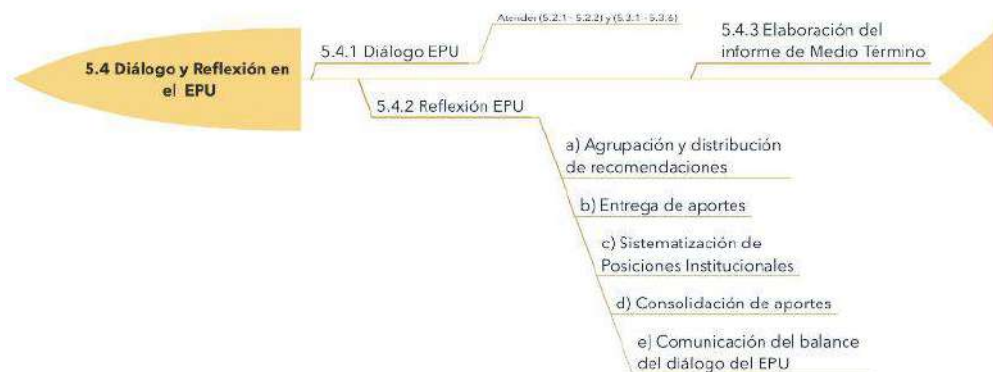 5.4 Diálogo y Reflexión en
el EPU
5.4.1 Diálogo EPU
Atender (5.2.1 - 5.2.2) y (5.3.1 - 5.3.6)
5.4.2 Reflexión EPU
a) Agrupación y distribución
de recomendaciones
b) Entrega de aportes
c) Sistematización de
Posiciones Institucionales
d) Consolidación de aportes
e) Comunicación del balance
del diálogo del EPU
5.4.3 Elaboración del
informe de Medio Término